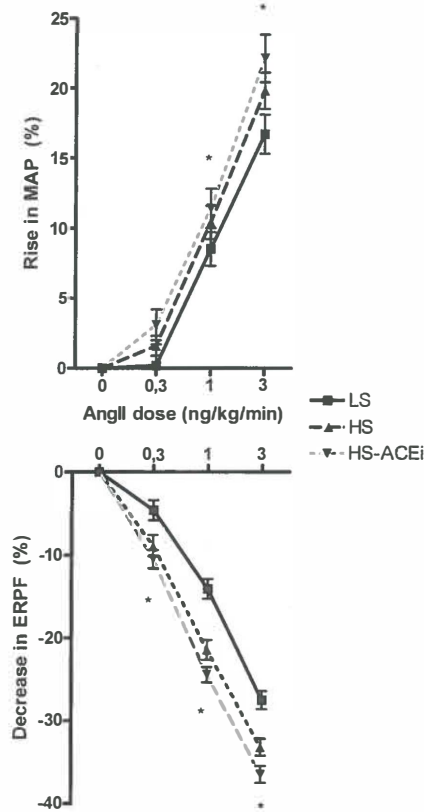 *
25
20
15
10
5
0
Rise in MAP (%)
*
0 0,3 1 3
AngII dose (ng/kg/min)
LS
HS
HS-ACEi
0 0,3 1 3
0
-10
-20
-30
-40
Decrease in ERPF (%)
*
*
*